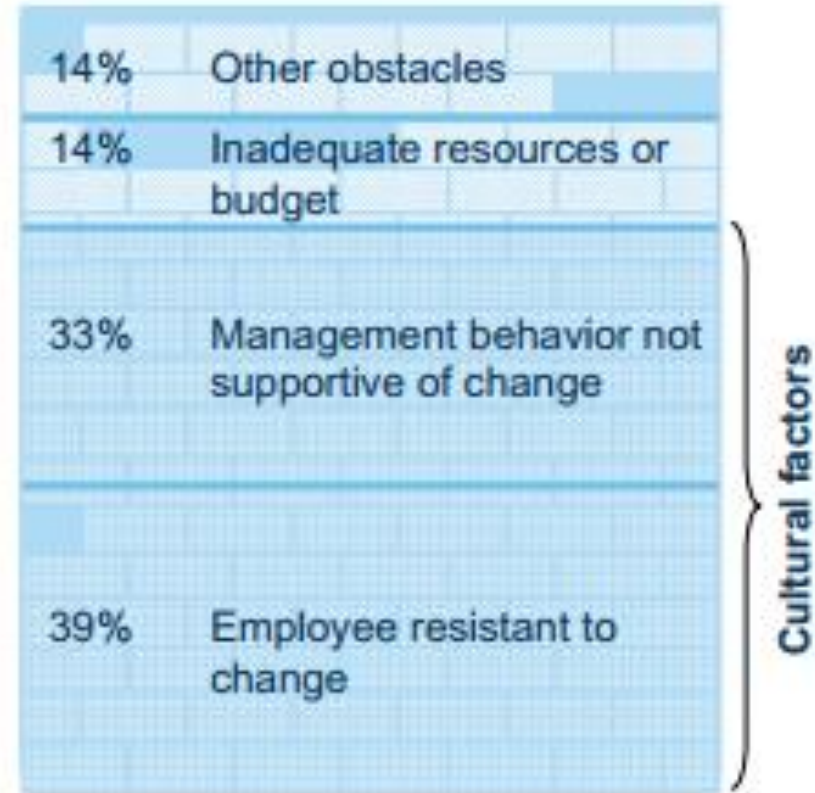 14% Other obstacles
14% Inadequate resources or
budget
33% Management behavior not
supportive of change
39% Employee resistant to
change
Cultural factors